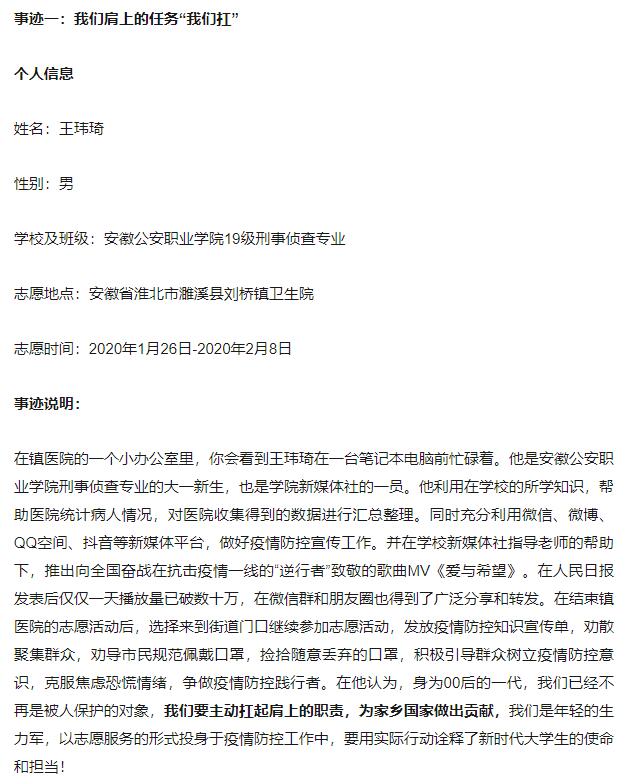 事迹一：我们肩上的任务“我们扛”
个人信息
姓名：王玮琦
性别：男
学校及班级：安徽公安职业学院19级刑事侦查专业
志愿地点：安徽省淮北市濉溪县刘桥镇卫生院
志愿时间：2020年1月26日-2020年2月8日
事迹说明：
在镇医院的一个小办公室里，你会看到王玮琦在一台笔记本电脑前忙碌着。他是安徽公安职
业学院刑事侦查专业的大一新生，也是学院新媒体社的一员。他利用在学校的所学知识，帮
助医院统计病人情况，对医院收集得到的数据进行汇总整理。同时充分利用微信、微博、
QQ空间、抖音等新媒体平台，做好疫情防控宣传工作。并在学校新媒体社指导老师的帮助
下，推出向全国奋战在抗击疫情一线的“逆行者”致敬的歌曲MV《爱与希望》。在人民日报
发表后仅仅一天播放量已破数十万，在微信群和朋友圈也得到了广泛分享和转发。在结束镇
医院的志愿活动后，选择来到街道门口继续参加志愿活动，发放疫情防控知识宣传单，劝散
聚集群众，劝导市民规范佩戴口罩，捡拾随意丢弃的口罩，积极引导群众树立疫情防控意
识，克服焦虑恐慌情绪，争做疫情防控践行者。在他认为，身为00后的一代，我们已经不
再是被人保护的对象，我们要主动扛起肩上的职责，为家乡国家做出贡献，我们是年轻的生
力军，以志愿服务的形式投身于疫情防控工作中，要用实际行动诠释了新时代大学生的使命
和担当！